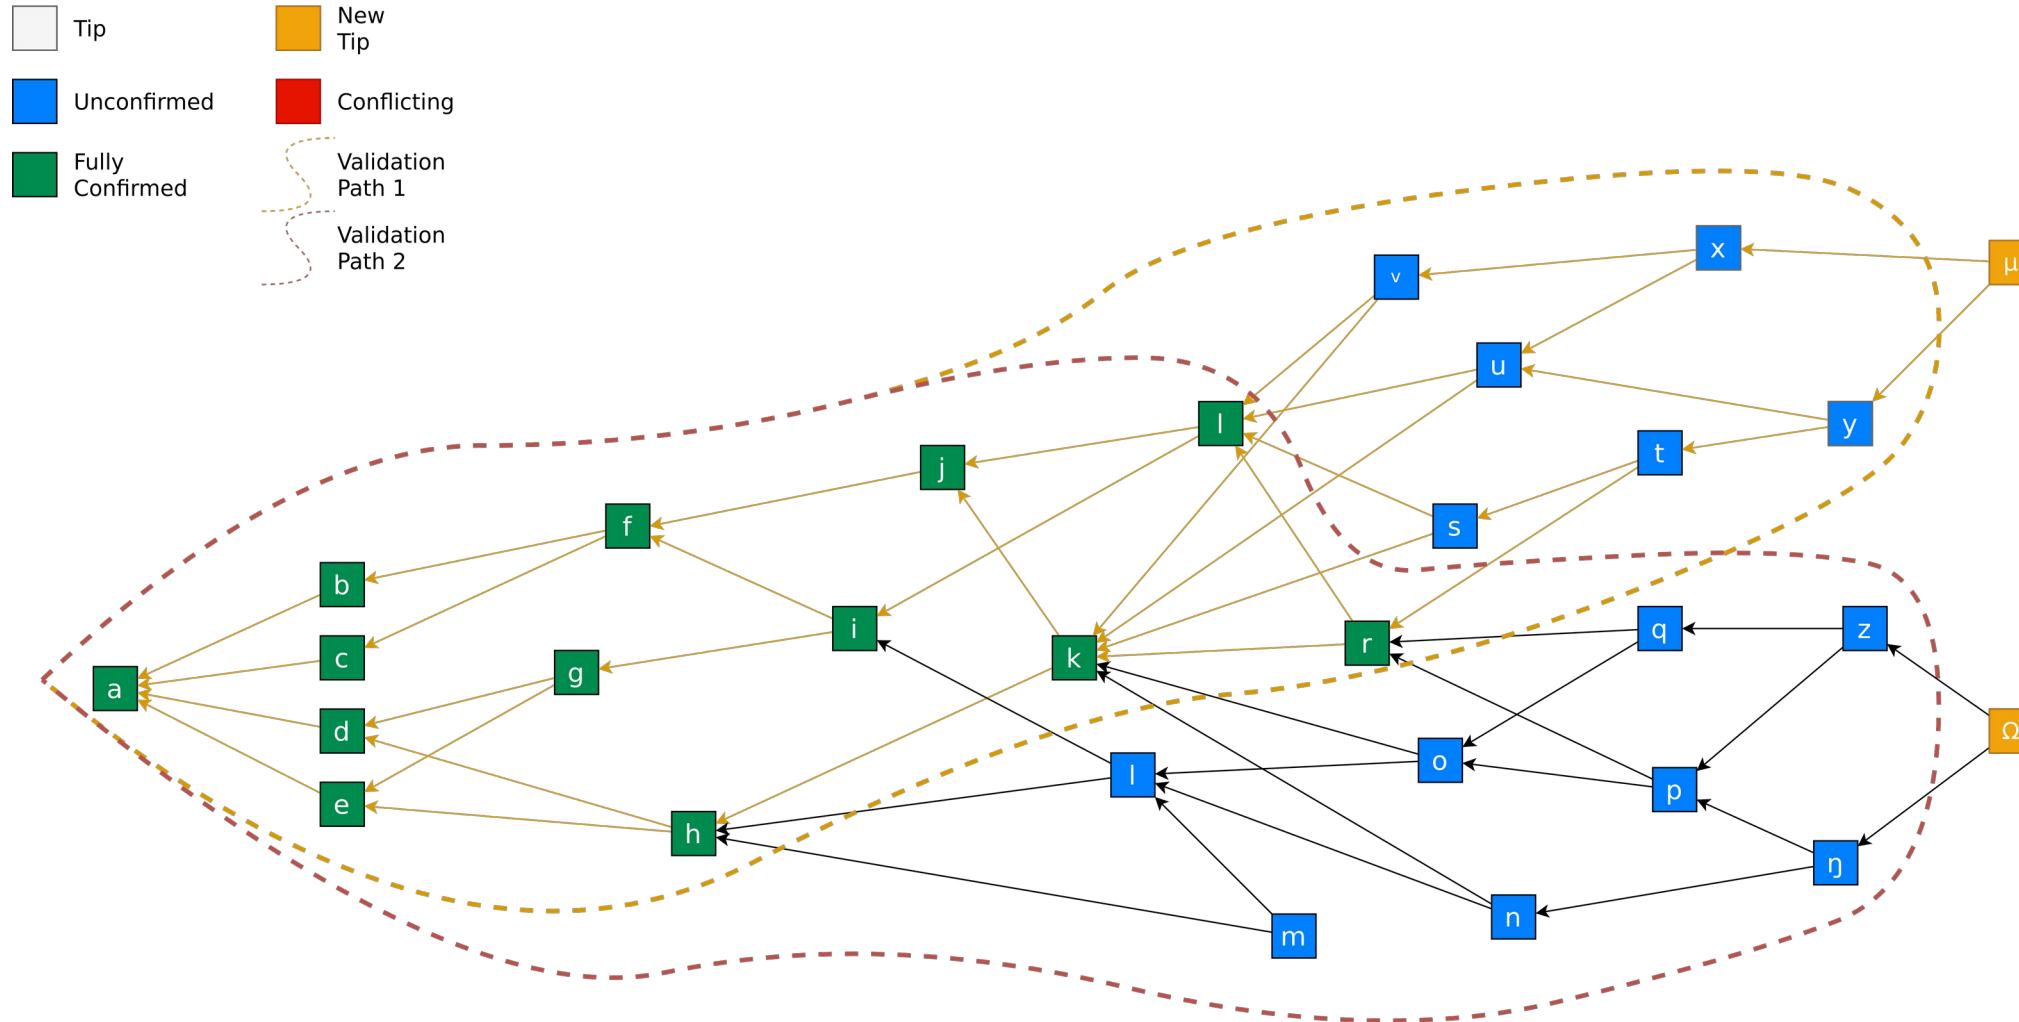 Tip
New
Tip
Unconfirmed
Conflicting
Fully
Confirmed
Validation
Path 1
Validation
Path 2
x
μ
v
u
l
y
t
j
f
s
b
i
r
q
z
c
k
g
a
d
Ω
o
l
p
e
h
ŋ
n
m